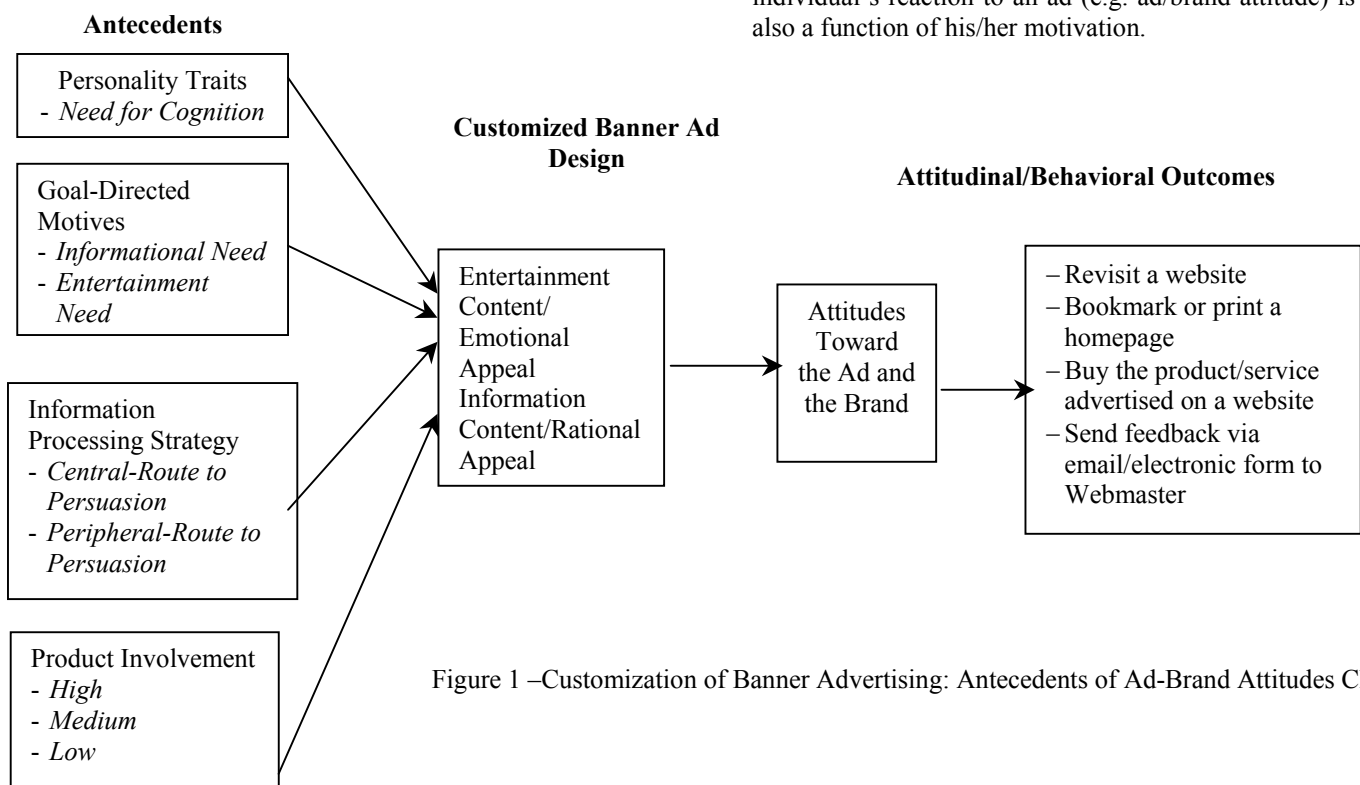 individual's reaction to an ad (e.g. ad/brand attitude) is
also a function of his/her motivation.
Antecedents
Personality Traits
- Need for Cognition
Goal-Directed
Motives
- Informational Need
- Entertainment
Need
Information
Processing Strategy
- Central-Route to
Persuasion
- Peripheral-Route to
Persuasion
Product Involvement
- High
- Medium
- Low
Customized Banner Ad
Design
Entertainment
Content/
Emotional
Appeal
Information
Content/Rational
Appeal
Attitudes
Toward
the Ad and
the Brand
Attitudinal/Behavioral Outcomes
– Revisit a website
– Bookmark or print a
homepage
– Buy the product/service
advertised on a website
– Send feedback via
email/electronic form to
Webmaster
Figure 1 –Customization of Banner Advertising: Antecedents of Ad-Brand Attitudes